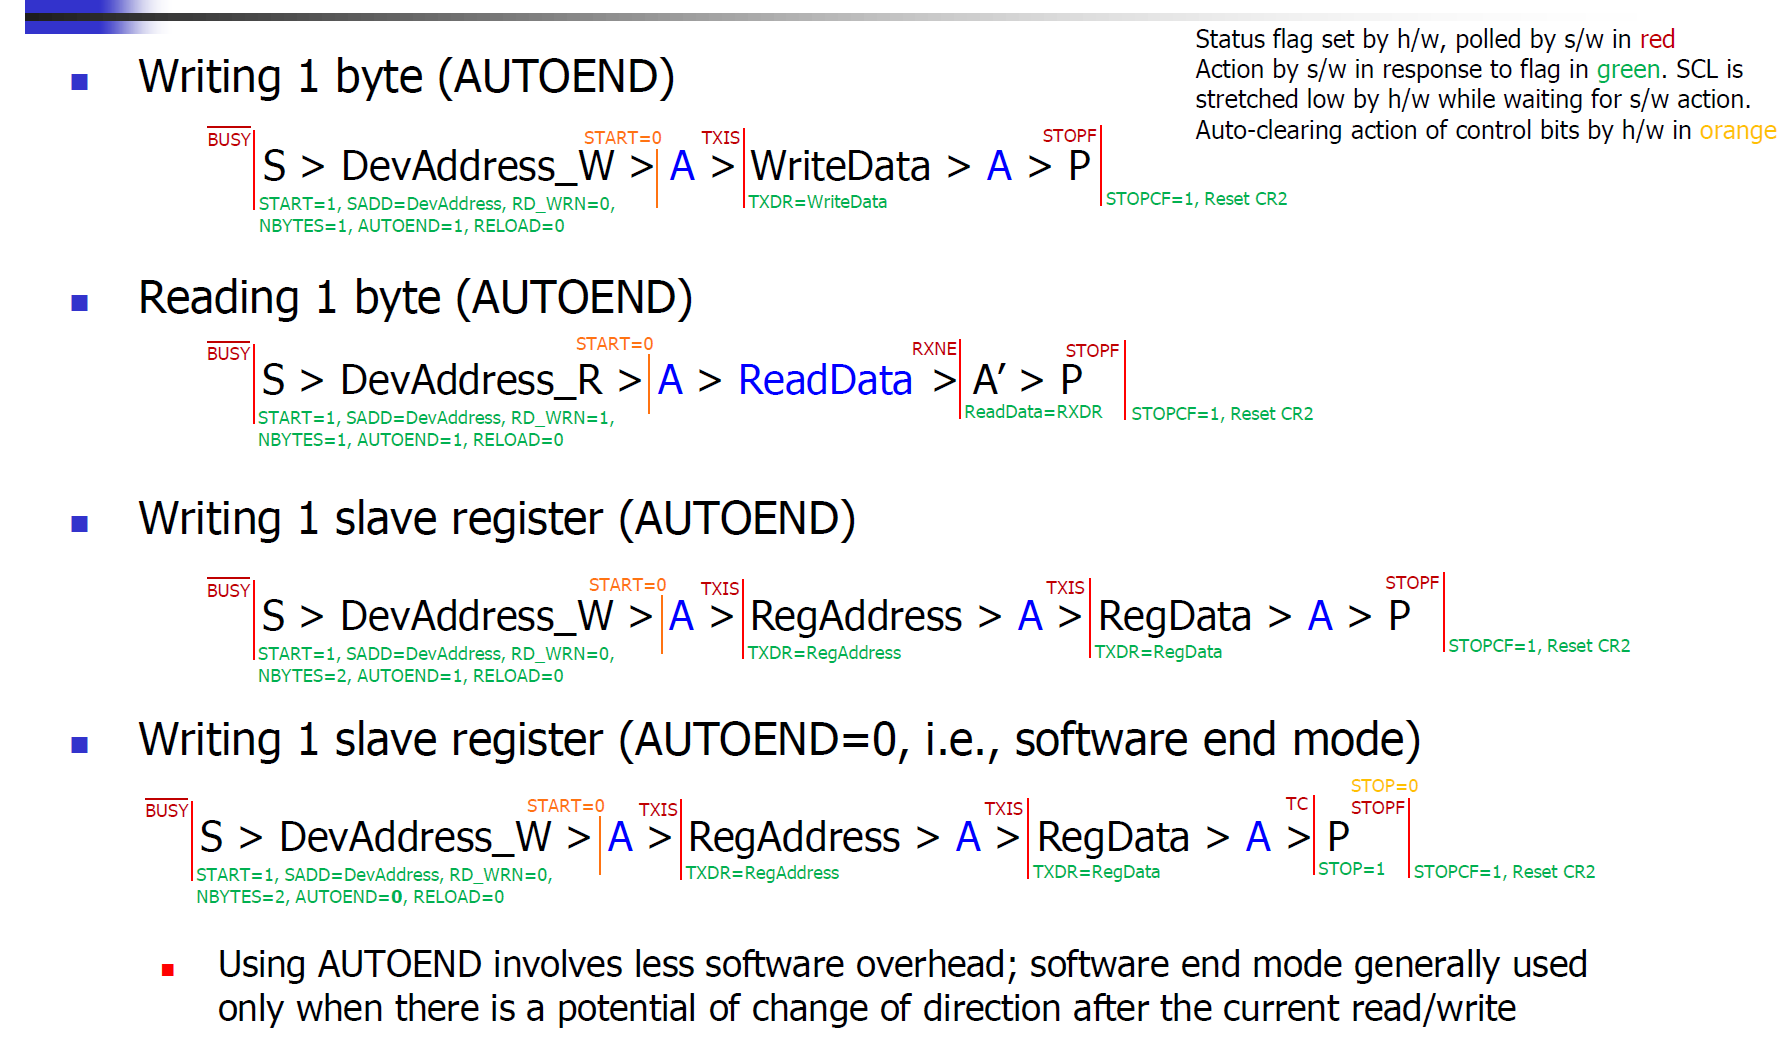 Status flag set by h/w, polled by s/w in red
Action by s/w in response to flag in green. SCL is
stretched low by h/w while waiting for s/w action.
Auto-clearing action of control bits by h/w in orange
Writing 1 byte (AUTOEND)
BUSY START=0 TXIS STOPF
S > DevAddress_W > A > WriteData > A > P
START=1, SADD=DevAddress, RD_WRN=0, TXDR=WriteData STOPCF=1, Reset CR2
NBYTES=1, AUTOEND=1, RELOAD=0
Reading 1 byte (AUTOEND)
BUSY START=0 RXNE STOPF
S > DevAddress_R > A > ReadData > A’ > P
START=1, SADD=DevAddress, RD_WRN=1, ReadData=RXDR STOPCF=1, Reset CR2
NBYTES=1, AUTOEND=1, RELOAD=0
Writing 1 slave register (AUTOEND)
BUSY START=0 TXIS TXIS STOPF
S > DevAddress_W > A > RegAddress > A > RegData > A > P
START=1, SADD=DevAddress, RD_WRN=0, TXDR=RegAddress TXDR=RegData STOPCF=1, Reset CR2
NBYTES=2, AUTOEND=1, RELOAD=0
Writing 1 slave register (AUTOEND=0, i.e., software end mode)
STOP=0
BUSY START=0 TXIS TXIS TC STOPF
S > DevAddress_W > A > RegAddress > A > RegData > A > P
START=1, SADD=DevAddress, RD_WRN=0, TXDR=RegAddress TXDR=RegData STOP=1 STOPCF=1, Reset CR2
NBYTES=2, AUTOEND=0, RELOAD=0
Using AUTOEND involves less software overhead; software end mode generally used
only when there is a potential of change of direction after the current read/write